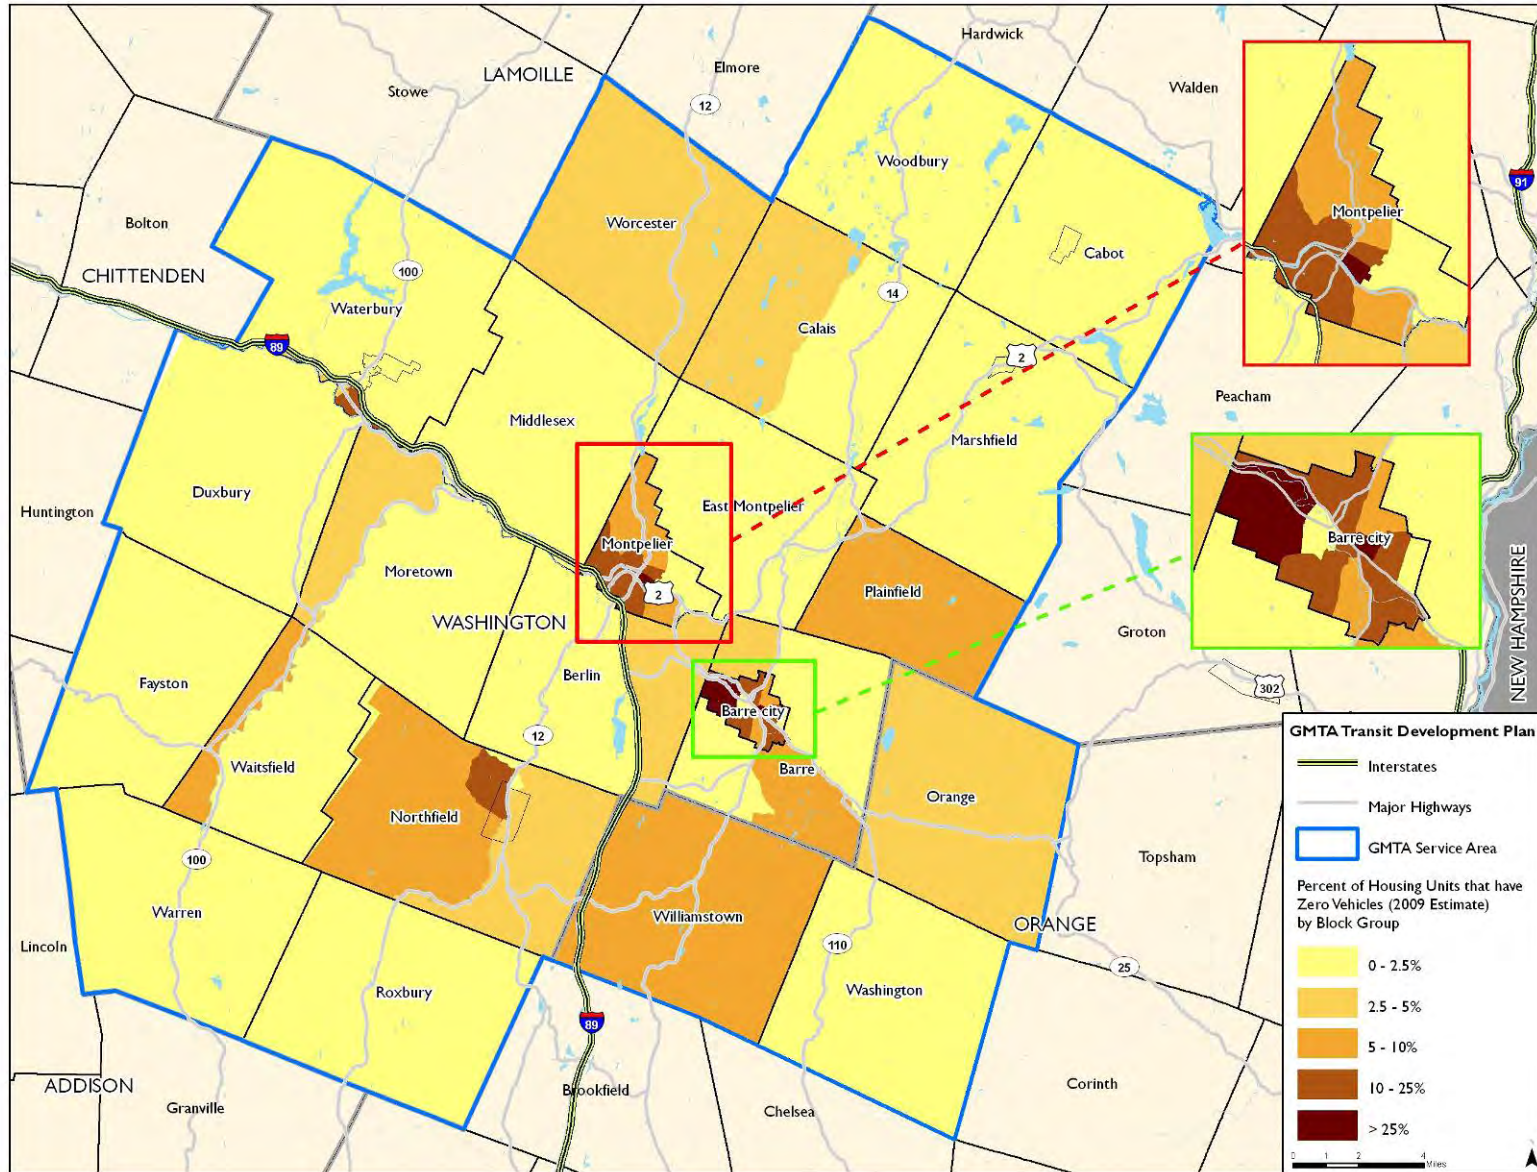 Hardwick
LAMOILLE
Elmore
Stowe
Walden
12
Woodbury
91
Worcester
Montpelier
Bolton
Cabot
CHITTENDEN
100
14
Waterbury
Calais
89
2
Peacham
Middlesex
Marshfield
Duxbury
East Montpelier
Huntington
Montpelier
Barre city
Moretown
Plainfield
2
WASHINGTON
Groton
NEW HAMPSHIRE
Berlin
Fayston
302
Barre city
12
Waitsfield
Barre
Orange
Northfield
100
Topsham
Warren
Williamstown
ORANGE
Lincoln
110
25
Roxbury
Washington
89
ADDISON
Brookfield
Corinth
Granville
Chelsea
GMTA Transit Development Plan
Interstates
Major Highways
GMTA Service Area
Percent of Housing Units that have
Zero Vehicles (2009 Estimate)
by Block Group
0 - 2.5%
2.5 - 5%
5 - 10%
10 - 25%
> 25%
0 1 2 4
Miles